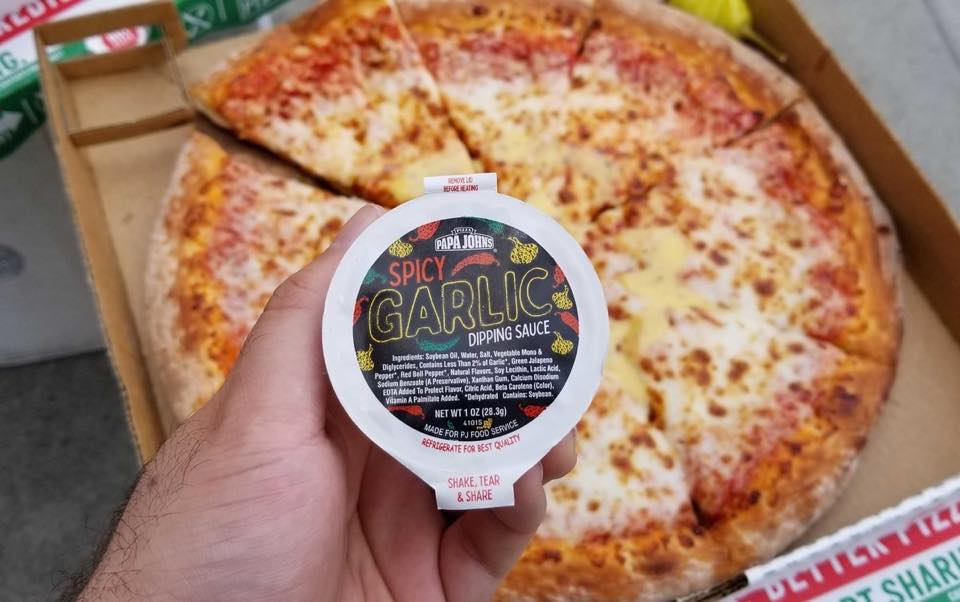 REMOVE LID
BEFORE HEATING
PIZZA
PAPA JOHNS
SPICY
GARLIC
DIPPING SAUCE
Ingredients: Soybean Oil, Water, Salt, Vegetable Mono &
Diglycerides, Contains Less Than 2% of Garlic*, Green Jalapeno
Pepper*, Red Bell Pepper*, Natural Flavors, Soy Lecithin, Lactic Acid,
Sodium Benzoate (A Preservative), Xanthan Gum, Calcium Disodium
EDTA Added To Protect Flavor, Citric Acid, Beta Carotene (Color),
Vitamin A Palmitate Added. *Dehydrated Contains: Soybean.
NET WT 1 OZ (28.3g)
41015
MADE FOR PJ FOOD SERVICE
REFRIGERATE FOR BEST QUALITY
SHAKE, TEAR
& SHARE
BETTER PIZZ